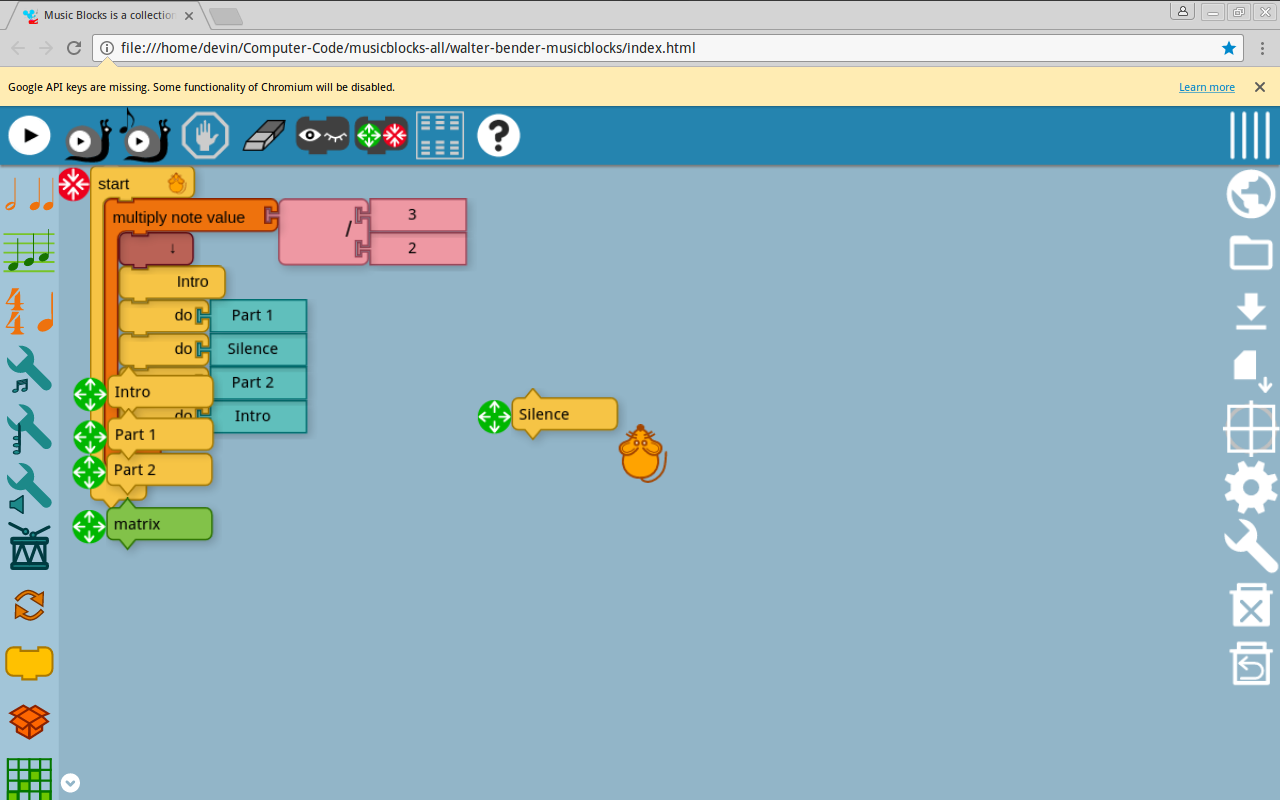 Music Blocks is a collection
file:///home/devin/Computer-Code/musicblocks-all/walter-bender-musicblocks/index.html
Google API keys are missing. Some functionality of Chromium will be disabled.
Learn more
?
start
multiply note value
/
3
2
↓
Intro
do
Part 1
do
Silence
Part 2
do
Intro
Intro
Part 1
Part 2
matrix
Silence
4
4